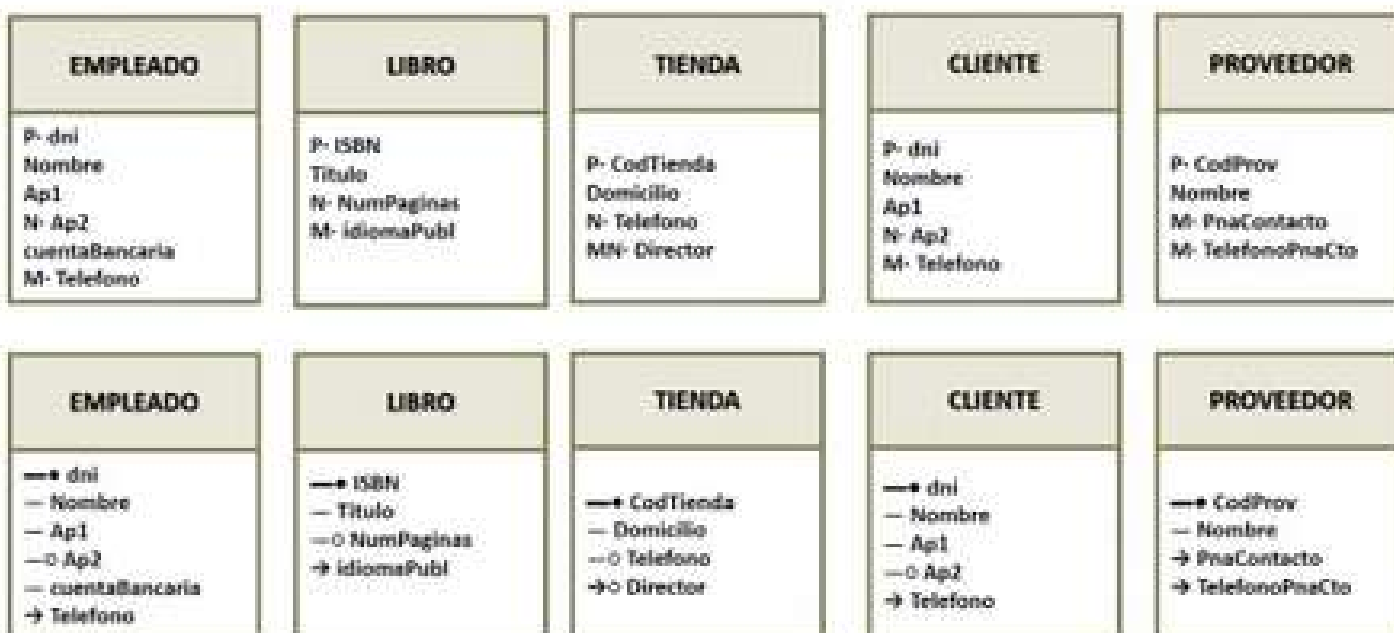 EMPLEADO
P- dni
Nombre
Ap1
N- Ap2
cuentaBancaria
M- Telefono
LIBRO
P- ISBN
Titulo
N- NumPaginas
M- idiomaPubl
TIENDA
P- CodTienda
Domicilio
N- Telefono
MN- Director
CLIENTE
P- dni
Nombre
Ap1
N- Ap2
M- Telefono
PROVEEDOR
P- CodProv
Nombre
M- PnaContacto
M- TelefonoPnaCto
EMPLEADO
—• dni
— Nombre
— Ap1
—○ Ap2
— cuentaBancaria
→ Telefono
LIBRO
—• ISBN
— Titulo
—○ NumPaginas
→ idiomaPubl
TIENDA
—• CodTienda
— Domicilio
—○ Telefono
→○ Director
CLIENTE
—• dni
— Nombre
— Ap1
—○ Ap2
→ Telefono
PROVEEDOR
—• CodProv
— Nombre
→ PnaContacto
→ TelefonoPnaCto